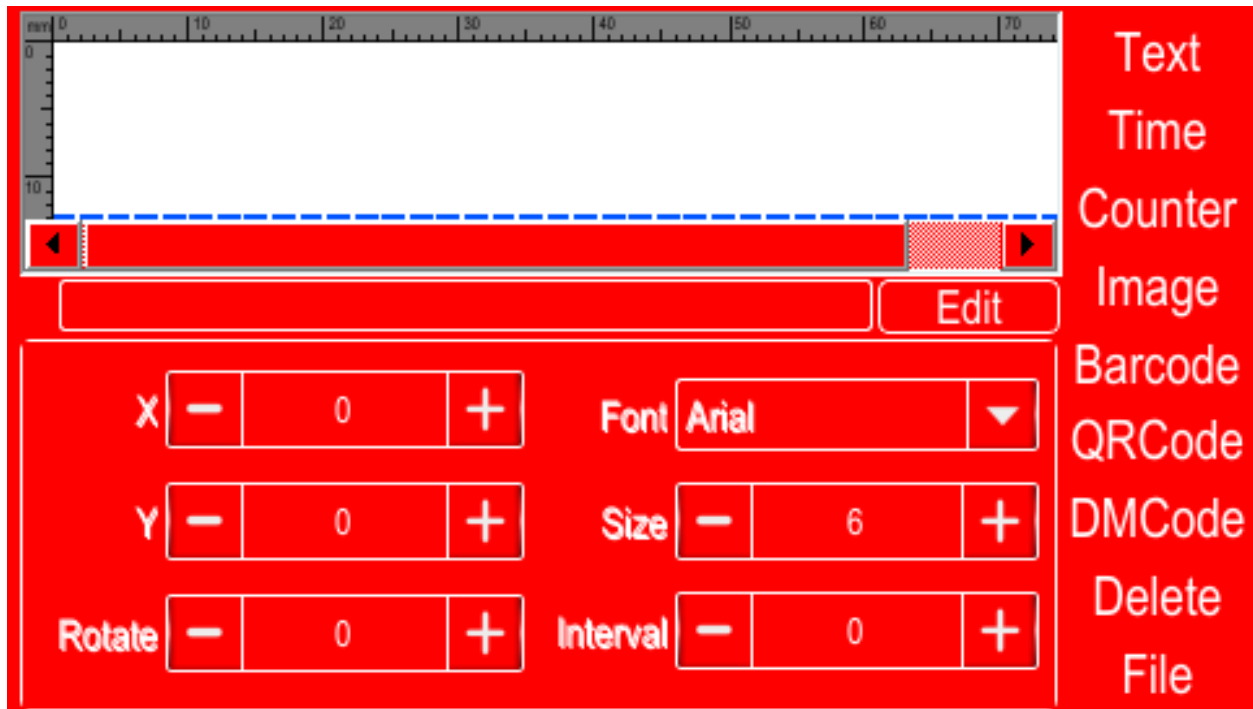 mm 0 10 20 30 40 50 60 70
0
10
Text
Time
Counter
Image
Edit
Barcode
X 0 Font Arial
QRCode
Y 0 Size 6
DMCode
Delete
Rotate 0 Interval 0
File